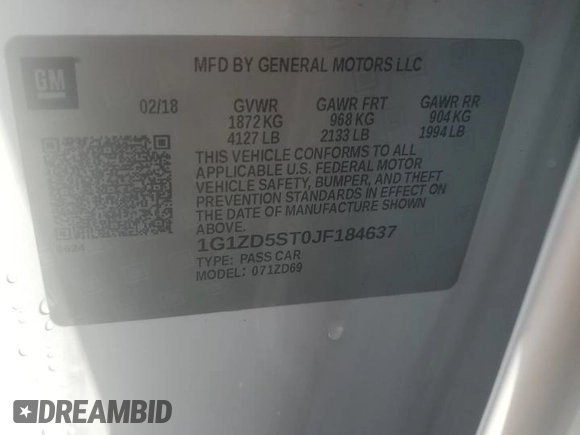 GM
MFD BY GENERAL MOTORS LLC
02/18 GVWR GAWR FRT GAWR RR
1872 KG 968 KG 904 KG
4127 LB 2133 LB 1994 LB
THIS VEHICLE CONFORMS TO ALL
APPLICABLE U.S. FEDERAL MOTOR
VEHICLE SAFETY, BUMPER, AND THEFT
PREVENTION STANDARDS IN EFFECT ON
THE DATE OF MANUFACTURE SHOWN
ABOVE.
1G1ZD5ST0JF184637
TYPE: PASS CAR
MODEL: 071ZD69
DREAMBID